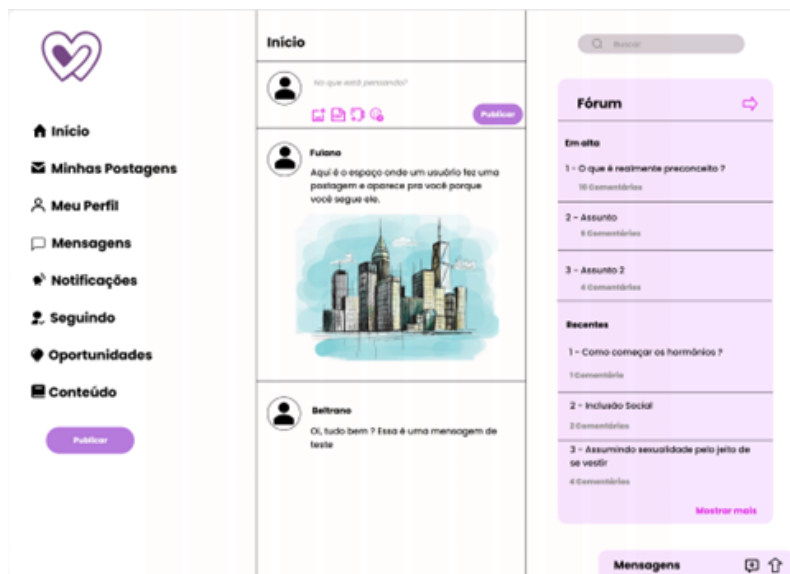 Início
Minhas Postagens
Meu Perfil
Mensagens
Notificações
Seguindo
Oportunidades
Conteúdo
Publicar
Início
No que está pensando?
Publicar
Fulano
Aqui é o espaço onde um usuário fez uma
postagem e aparece pra você porque
você segue ele.
Beltrano
Oi, tudo bem ? Essa é uma mensagem de
teste
Buscar
Fórum
Em alta
1 - O que é realmente preconceito ?
10 Comentários
2 - Assunto
6 Comentários
3 - Assunto 2
4 Comentários
Recentes
1 - Como começar os hormônios ?
1 Comentário
2 - Inclusão Social
2 Comentários
3 - Assumindo sexualidade pelo jeito de
se vestir
4 Comentários
Mostrar mais
Mensagens